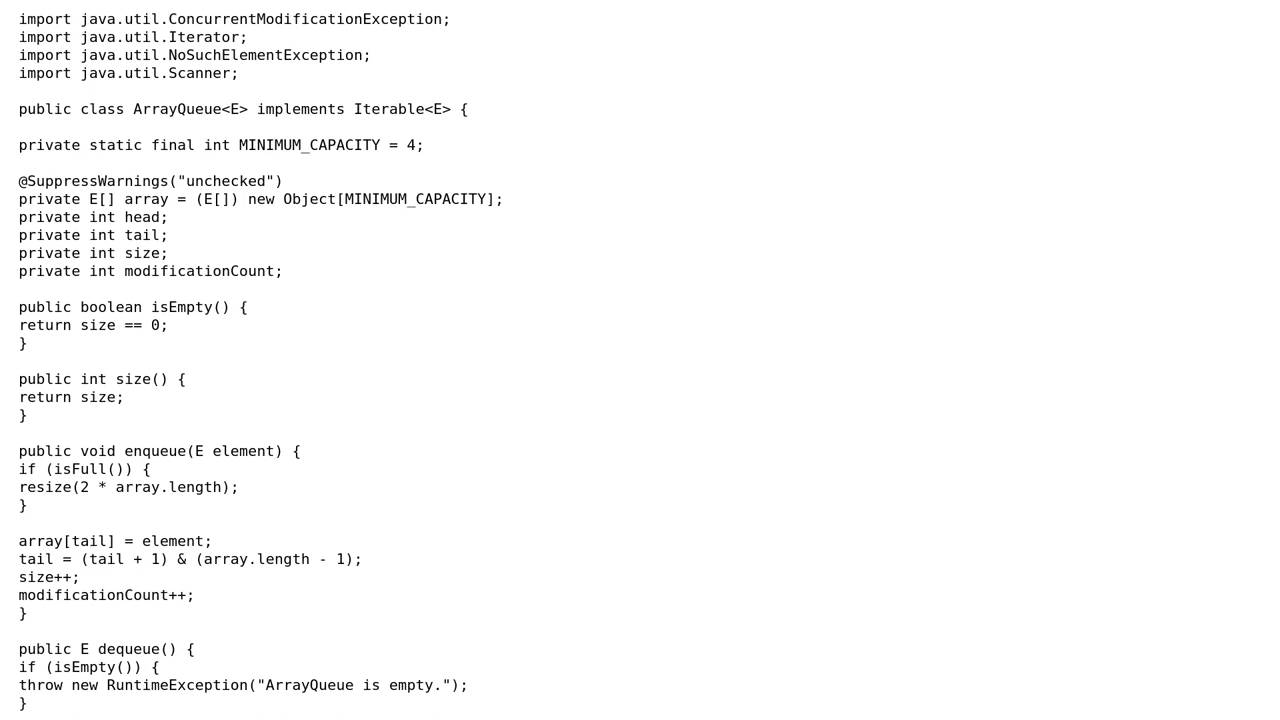 import java.util.ConcurrentModificationException;
import java.util.Iterator;
import java.util.NoSuchElementException;
import java.util.Scanner;

public class ArrayQueue<E> implements Iterable<E> {

private static final int MINIMUM_CAPACITY = 4;

@SuppressWarnings("unchecked")
private E[] array = (E[]) new Object[MINIMUM_CAPACITY];
private int head;
private int tail;
private int size;
private int modificationCount;

public boolean isEmpty() {
return size == 0;
}

public int size() {
return size;
}

public void enqueue(E element) {
if (isFull()) {
resize(2 * array.length);
}

array[tail] = element;
tail = (tail + 1) & (array.length - 1);
size++;
modificationCount++;
}

public E dequeue() {
if (isEmpty()) {
throw new RuntimeException("ArrayQueue is empty.");
}